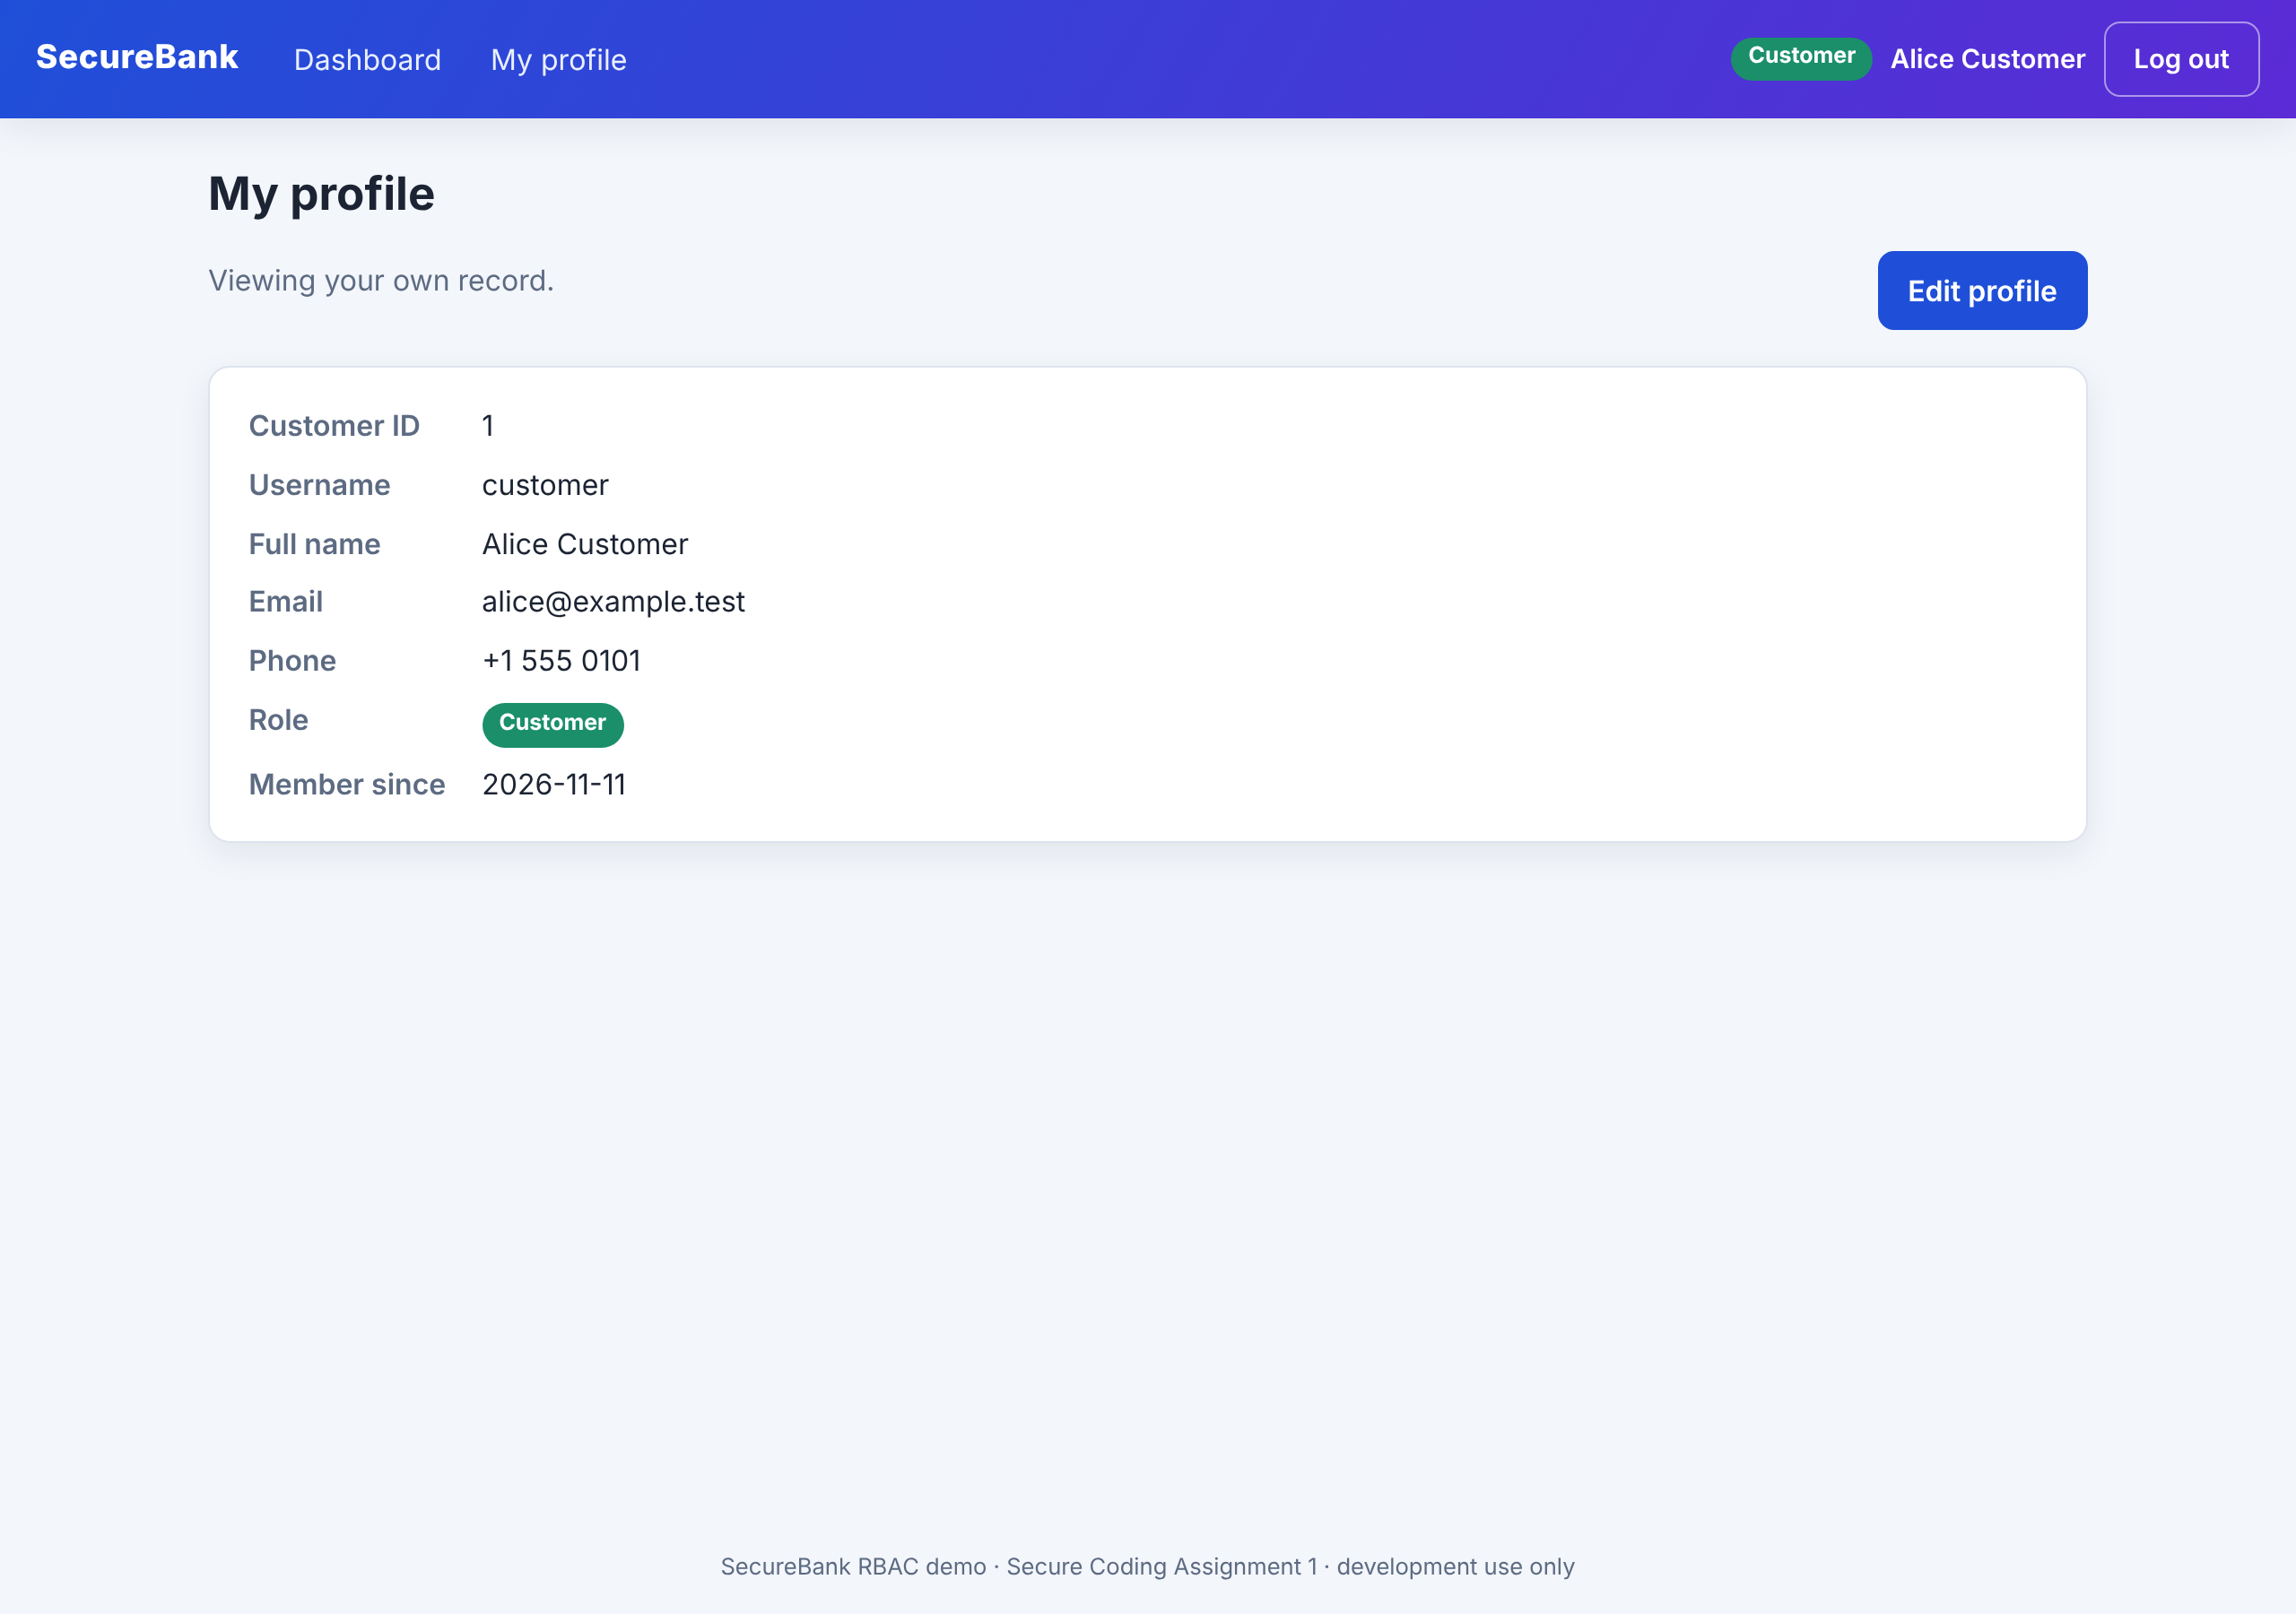 SecureBank Dashboard My profile Customer Alice Customer Log out
My profile
Viewing your own record. Edit profile
Customer ID 1
Username customer
Full name Alice Customer
Email alice@example.test
Phone +1 555 0101
Role Customer
Member since 2026-11-11
SecureBank RBAC demo · Secure Coding Assignment 1 · development use only